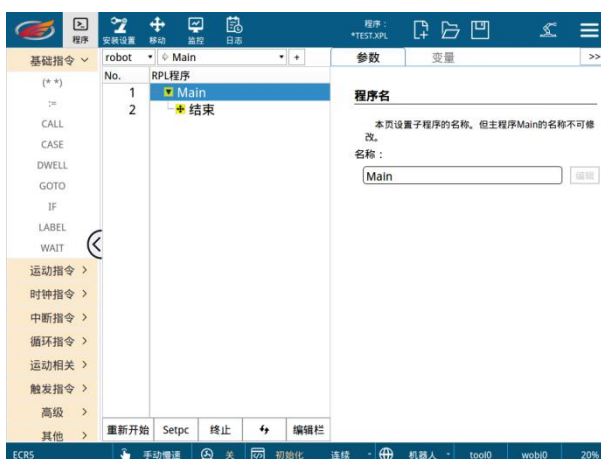 程序
安装设置
移动
监控
日志
程序：
*TEST.XPL
基础指令
robot
Main
+
参数
变量
>>
(* *)
:=
CALL
CASE
DWELL
GOTO
IF
LABEL
WAIT
运动指令
时钟指令
中断指令
循环指令
运动相关
触发指令
高级
其他
No.
RPL程序
1
Main
2
结束
程序名
本页设置子程序的名称。但主程序Main的名称不可修
改。
名称：
Main
编辑
重新开始
Setpc
终止
编辑栏
ECR5
手动慢速
关
初始化
连续
机器人
tool0
wobj0
20%